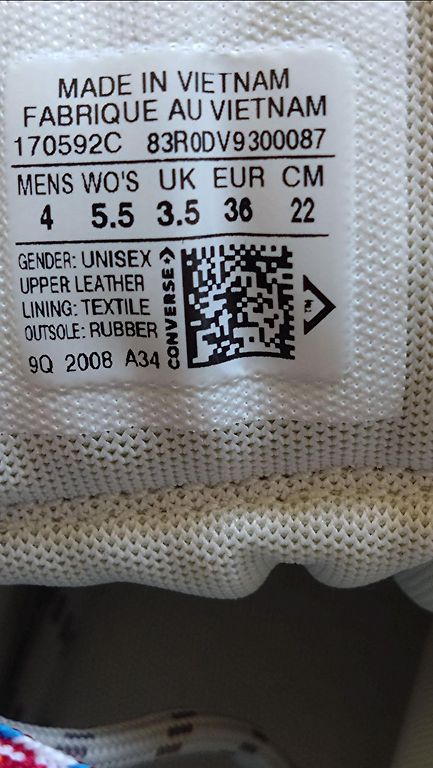 MADE IN VIETNAM
FABRIQUE AU VIETNAM
170592C 83R0DV9300087
MENS WO'S UK EUR CM
4 5.5 3.5 36 22
GENDER: UNISEX
UPPER LEATHER
LINING: TEXTILE
OUTSOLE: RUBBER
9Q 2008 A34
CONVERSE